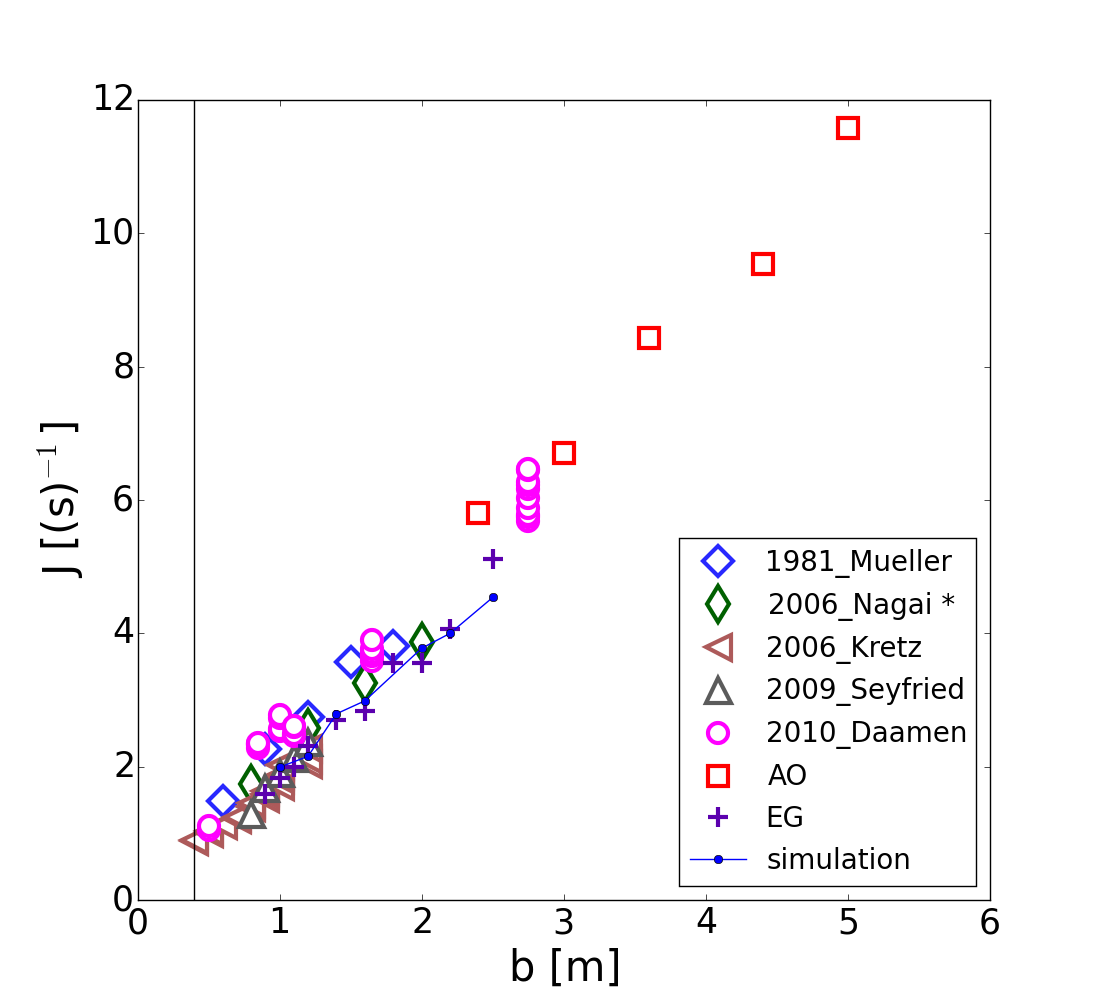 12
10
8
6
4
2
0
0 1 2 3 4 5 6
J [(s)⁻¹]
b [m]
1981_Mueller
2006_Nagai *
2006_Kretz
2009_Seyfried
2010_Daamen
AO
EG
simulation